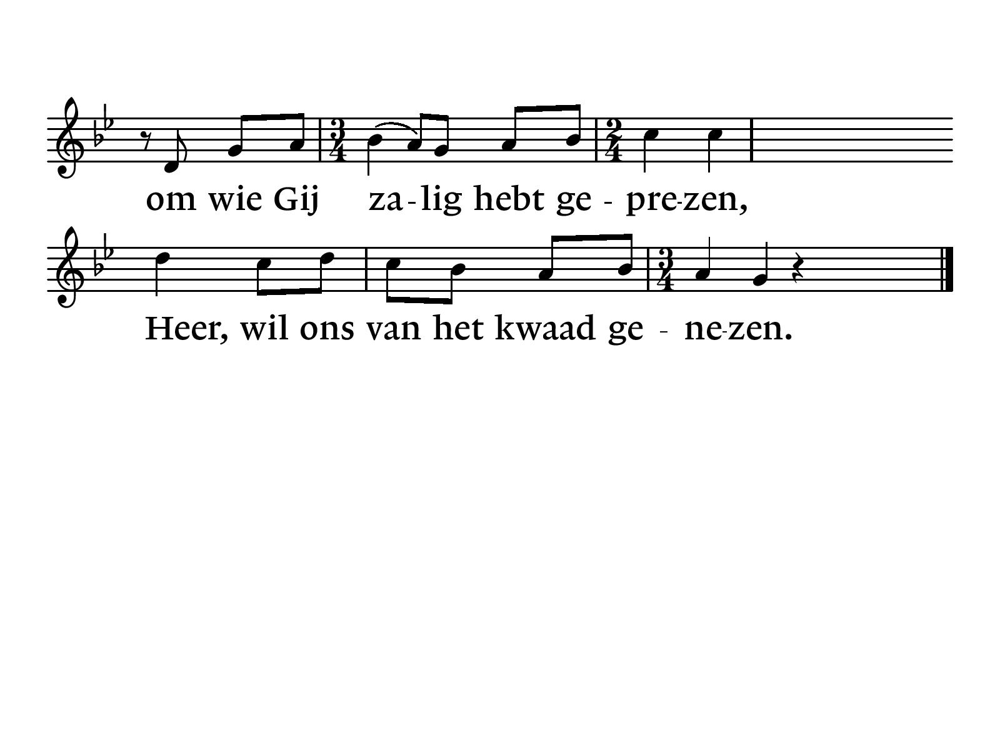 om wie Gij za-lig hebt ge - pre-zen,
Heer, wil ons van het kwaad ge - ne-zen.